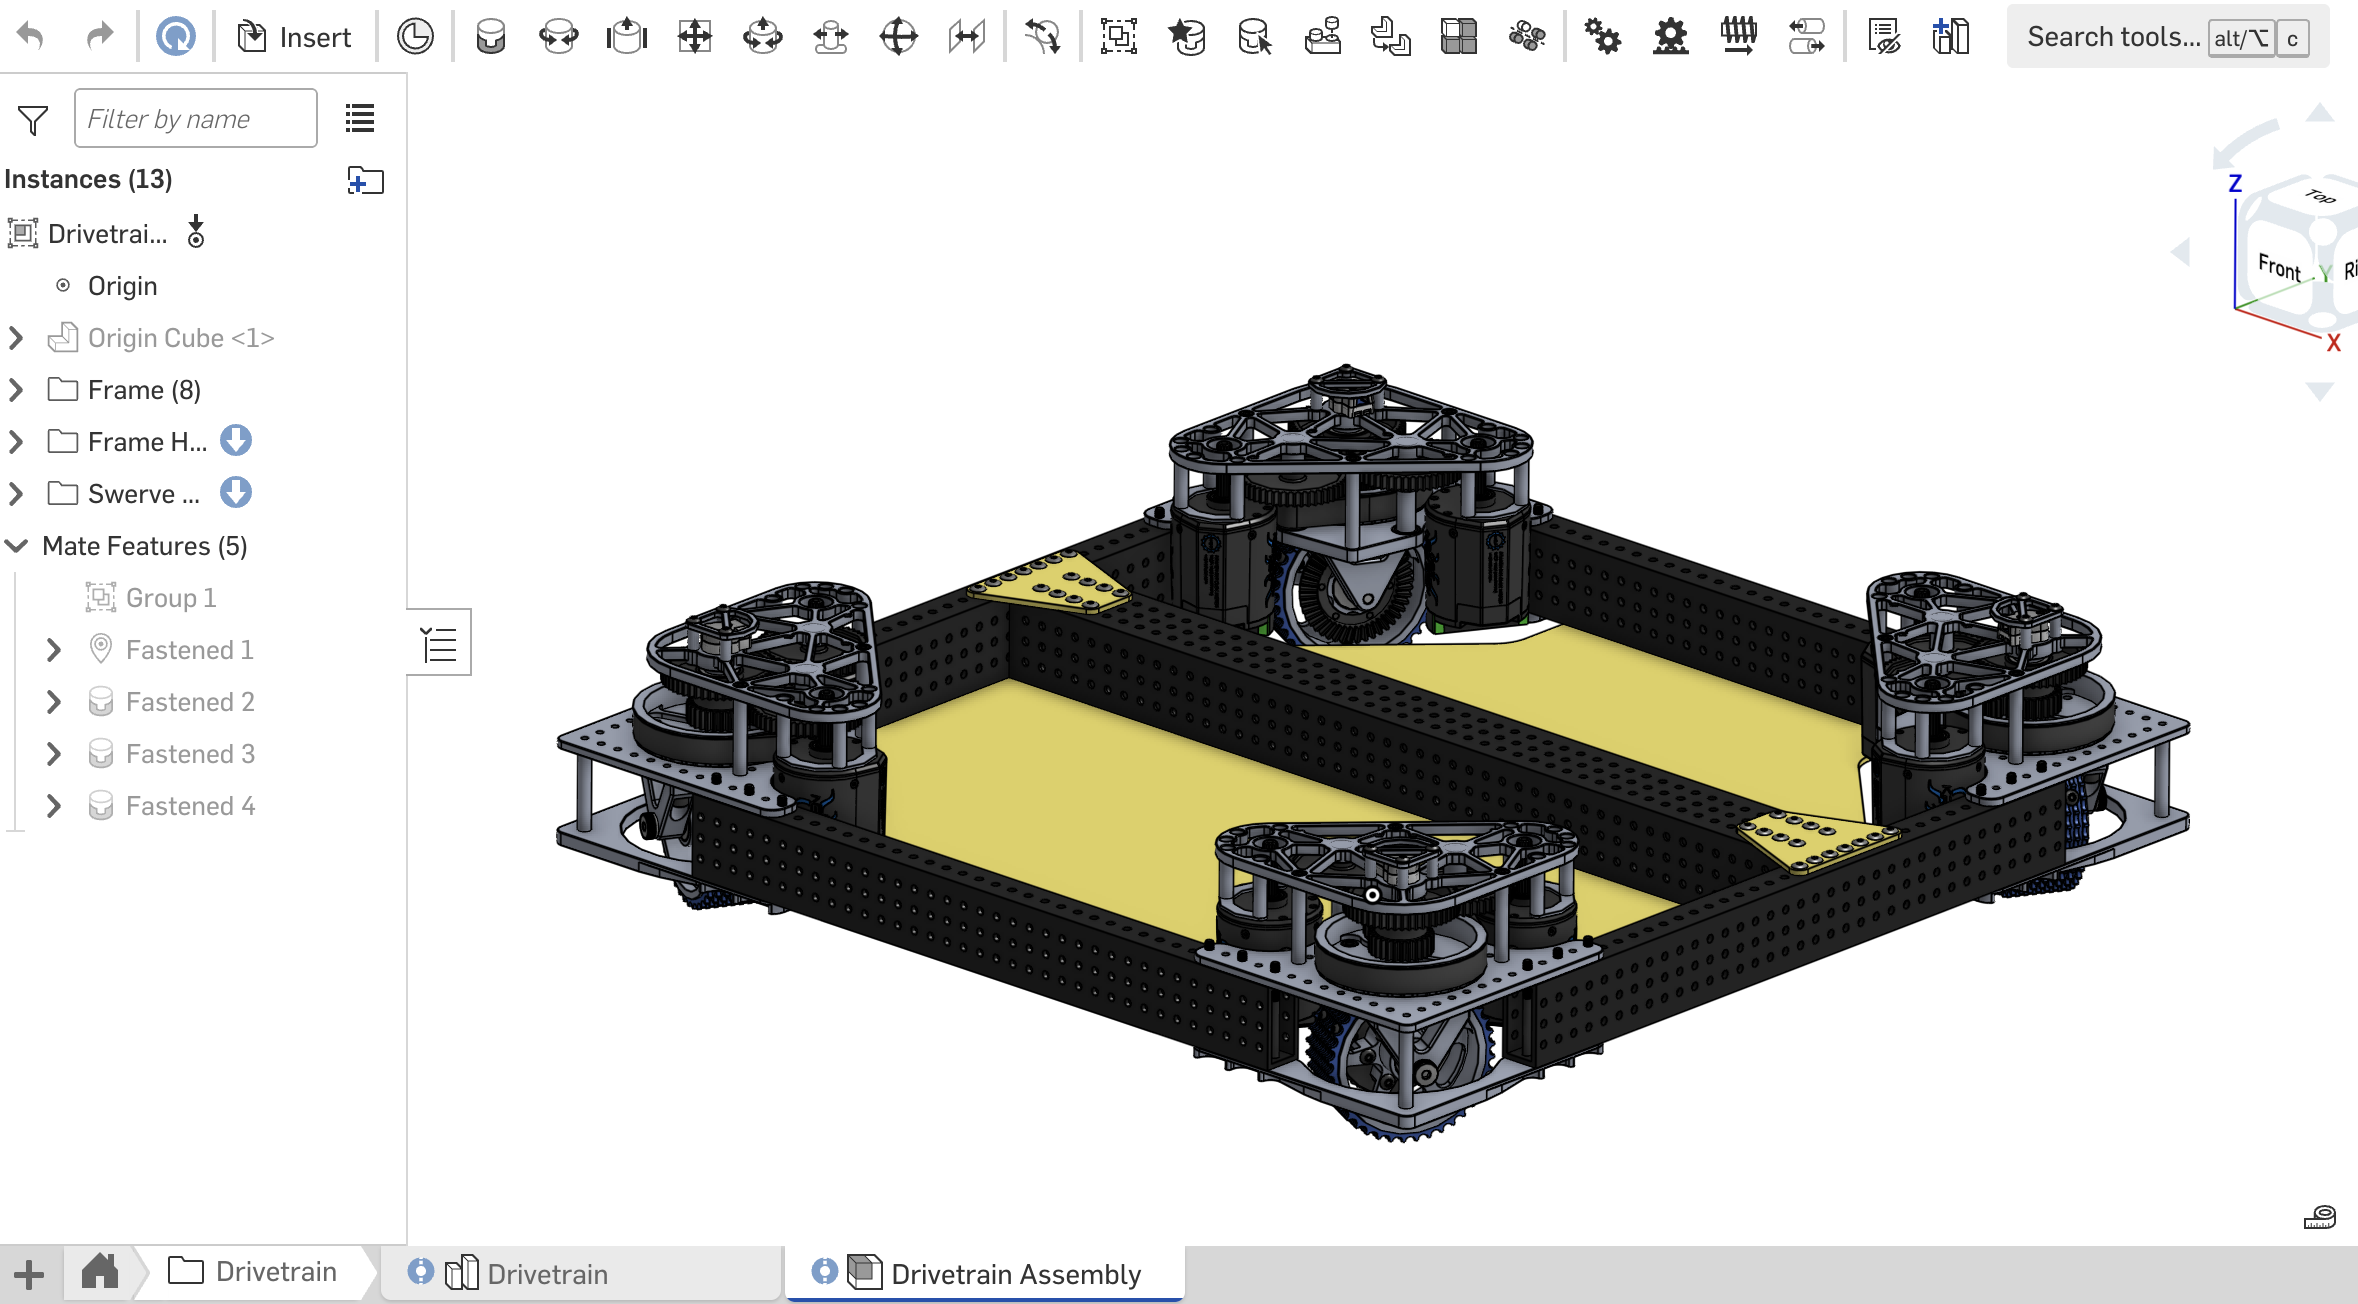 Insert
Search tools... alt/⌥ c
Filter by name
Instances (13)
Drivetrai...
Origin
Origin Cube <1>
Frame (8)
Frame H...
Swerve ...
Mate Features (5)
Group 1
Fastened 1
Fastened 2
Fastened 3
Fastened 4
Z
Top
Front
Y
Ri
X
Drivetrain
Drivetrain
Drivetrain Assembly